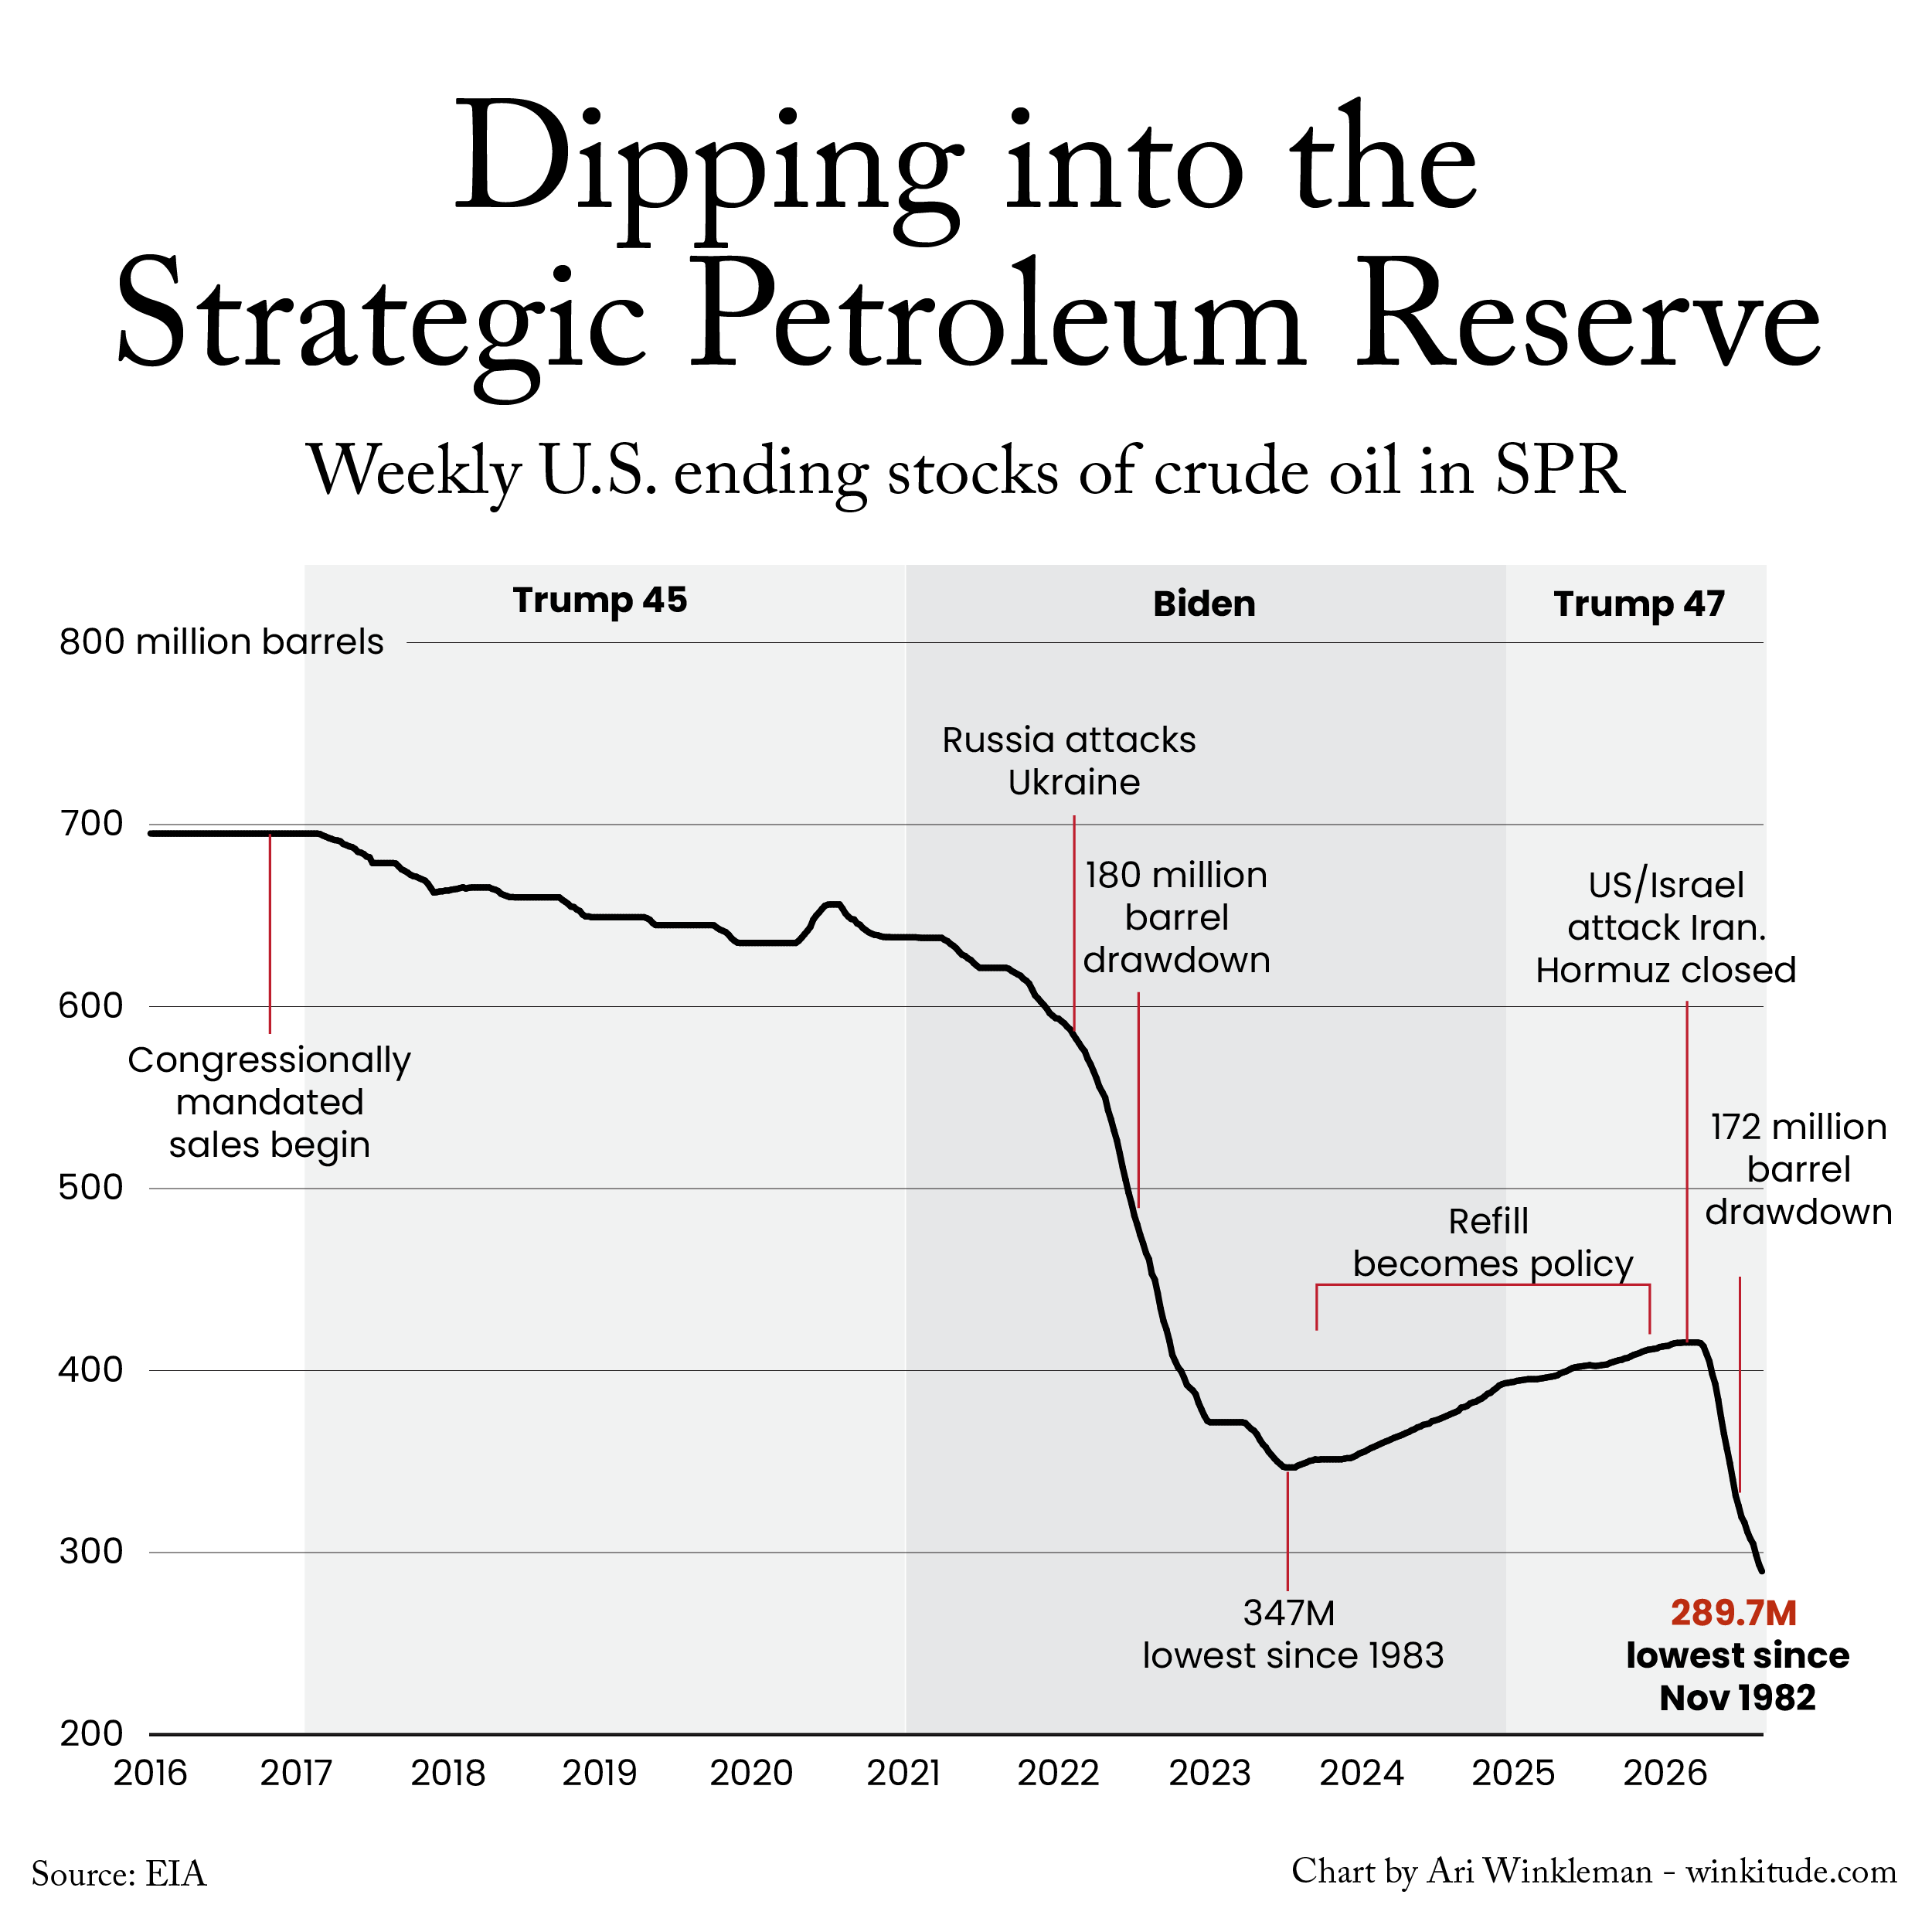 Dipping into the
Strategic Petroleum Reserve
Weekly U.S. ending stocks of crude oil in SPR
Trump 45
Biden
Trump 47
800 million barrels
Russia attacks
Ukraine
700
180 million
barrel
drawdown
US/Israel
attack Iran.
Hormuz closed
600
Congressionally
mandated
sales begin
172 million
barrel
drawdown
500
Refill
becomes policy
400
300
347M
lowest since 1983
289.7M
lowest since
Nov 1982
200
2016 2017 2018 2019 2020 2021 2022 2023 2024 2025 2026
Source: EIA
Chart by Ari Winkleman - winkitude.com